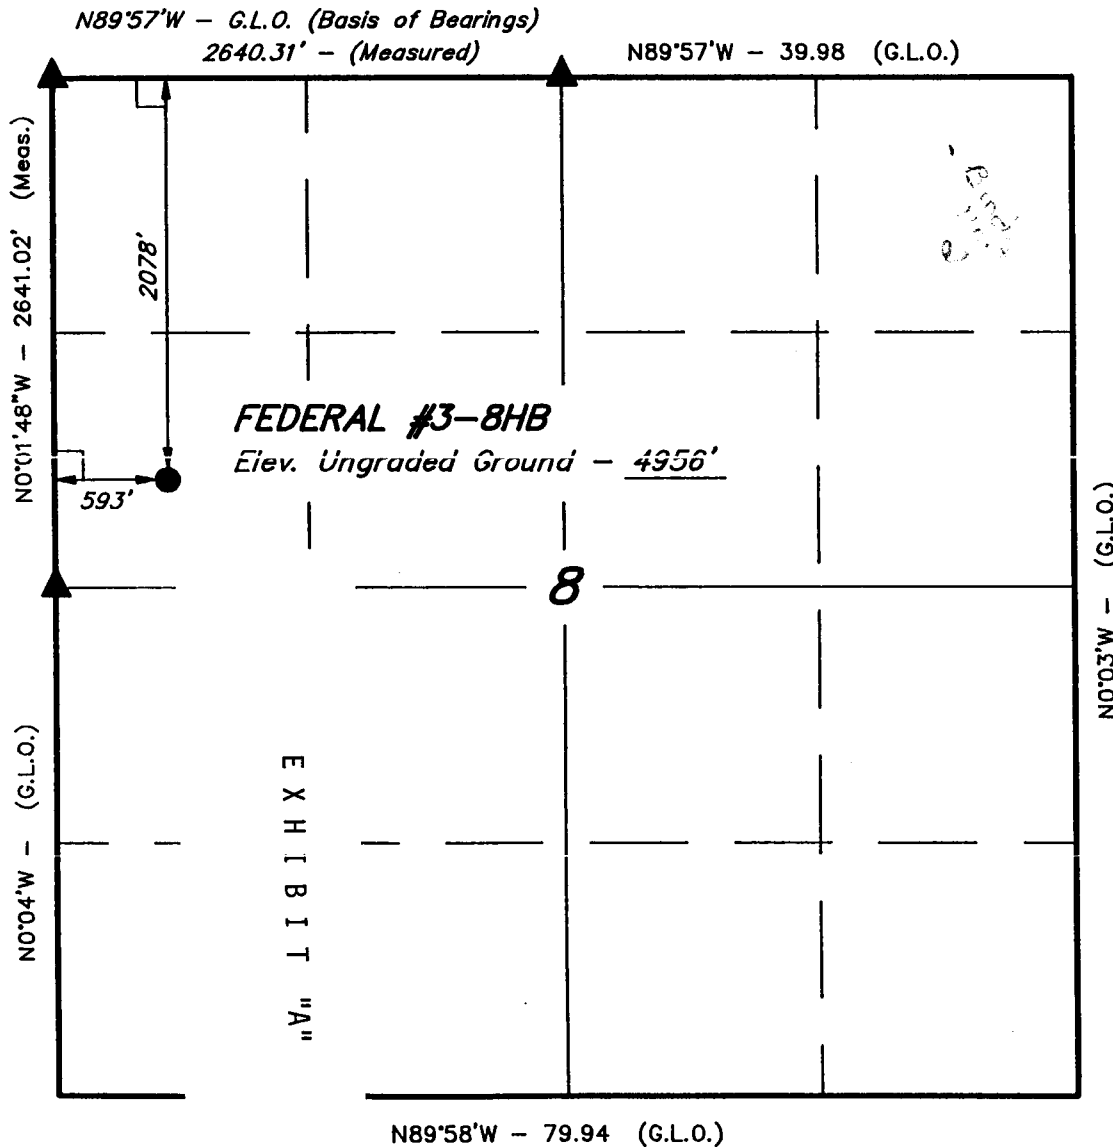 N89°57'W – G.L.O. (Basis of Bearings)
2640.31' – (Measured)
N89°57'W – 39.98 (G.L.O.)
N0°01'48"W – 2641.02' (Meas.)
2078'
FEDERAL #3-8HB
Elev. Ungraded Ground – 4956'
593'
8
N0°03'W – (G.L.O.)
N0°04'W – (G.L.O.)
EXHIBIT "A"
N89°58'W – 79.94 (G.L.O.)